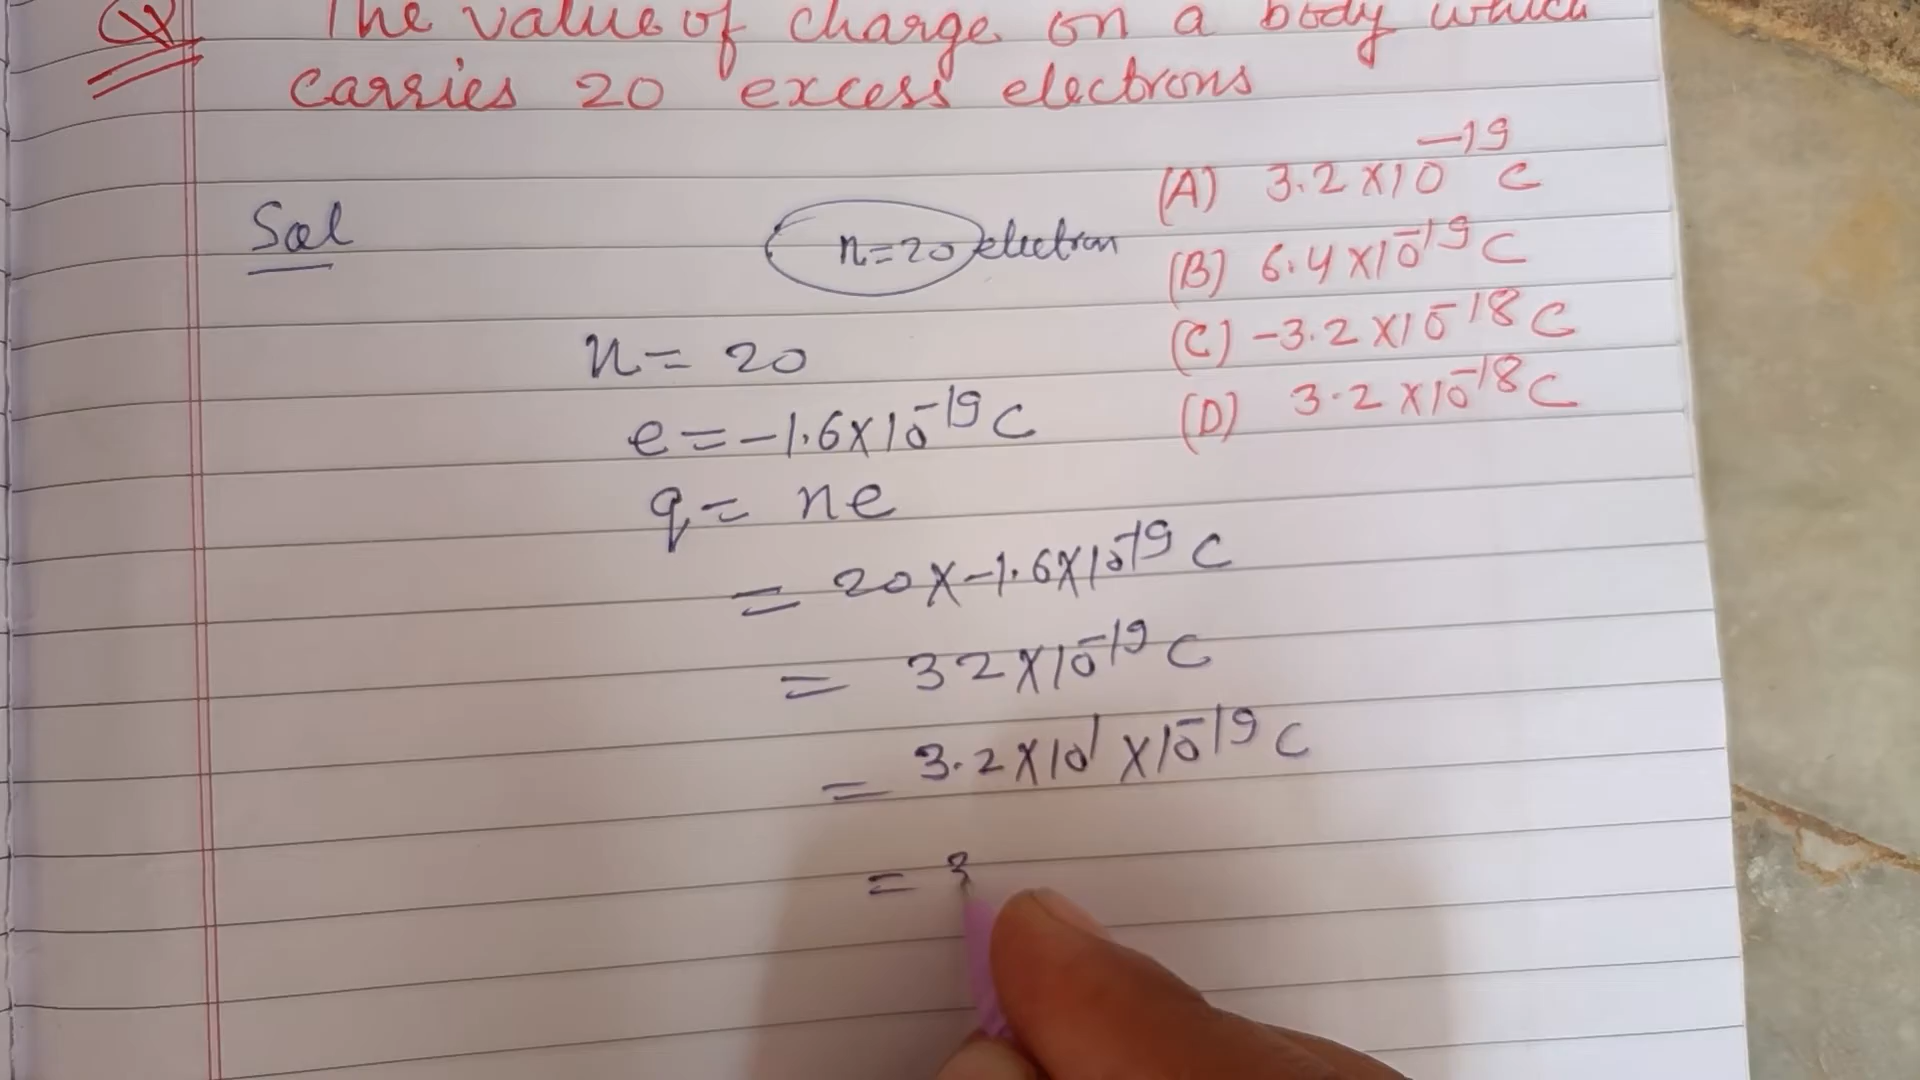 Q The value of charge on a body which
carries 20 excess electrons
Sol
n=20 electron
(A) 3.2×10⁻¹⁹ C
(B) 6.4×10⁻¹⁹ C
(C) -3.2×10⁻¹⁸ C
(D) 3.2×10⁻¹⁸ C
n = 20
e = -1.6×10⁻¹⁹ C
q = ne
= 20×-1.6×10⁻¹⁹ C
= 32×10⁻¹⁹ C
= 3.2×10¹×10⁻¹⁹ C
= 3